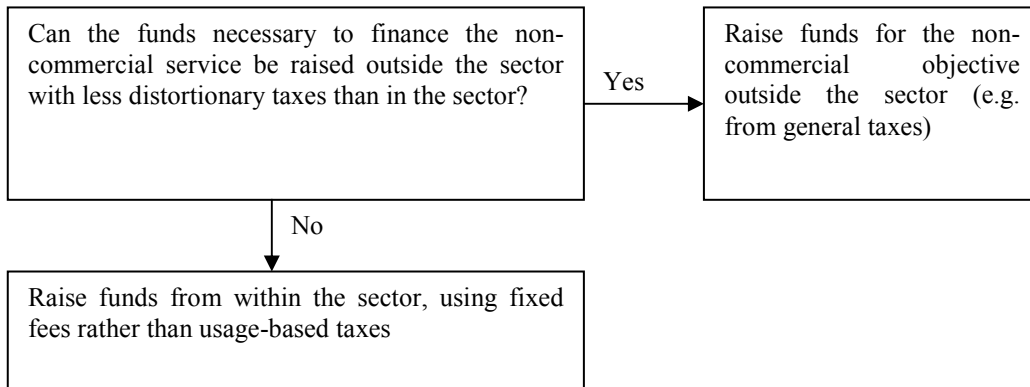 Can the funds necessary to finance the non-
commercial service be raised outside the sector
with less distortionary taxes than in the sector?
Yes
Raise funds for the non-
commercial objective
outside the sector (e.g.
from general taxes)
No
Raise funds from within the sector, using fixed
fees rather than usage-based taxes